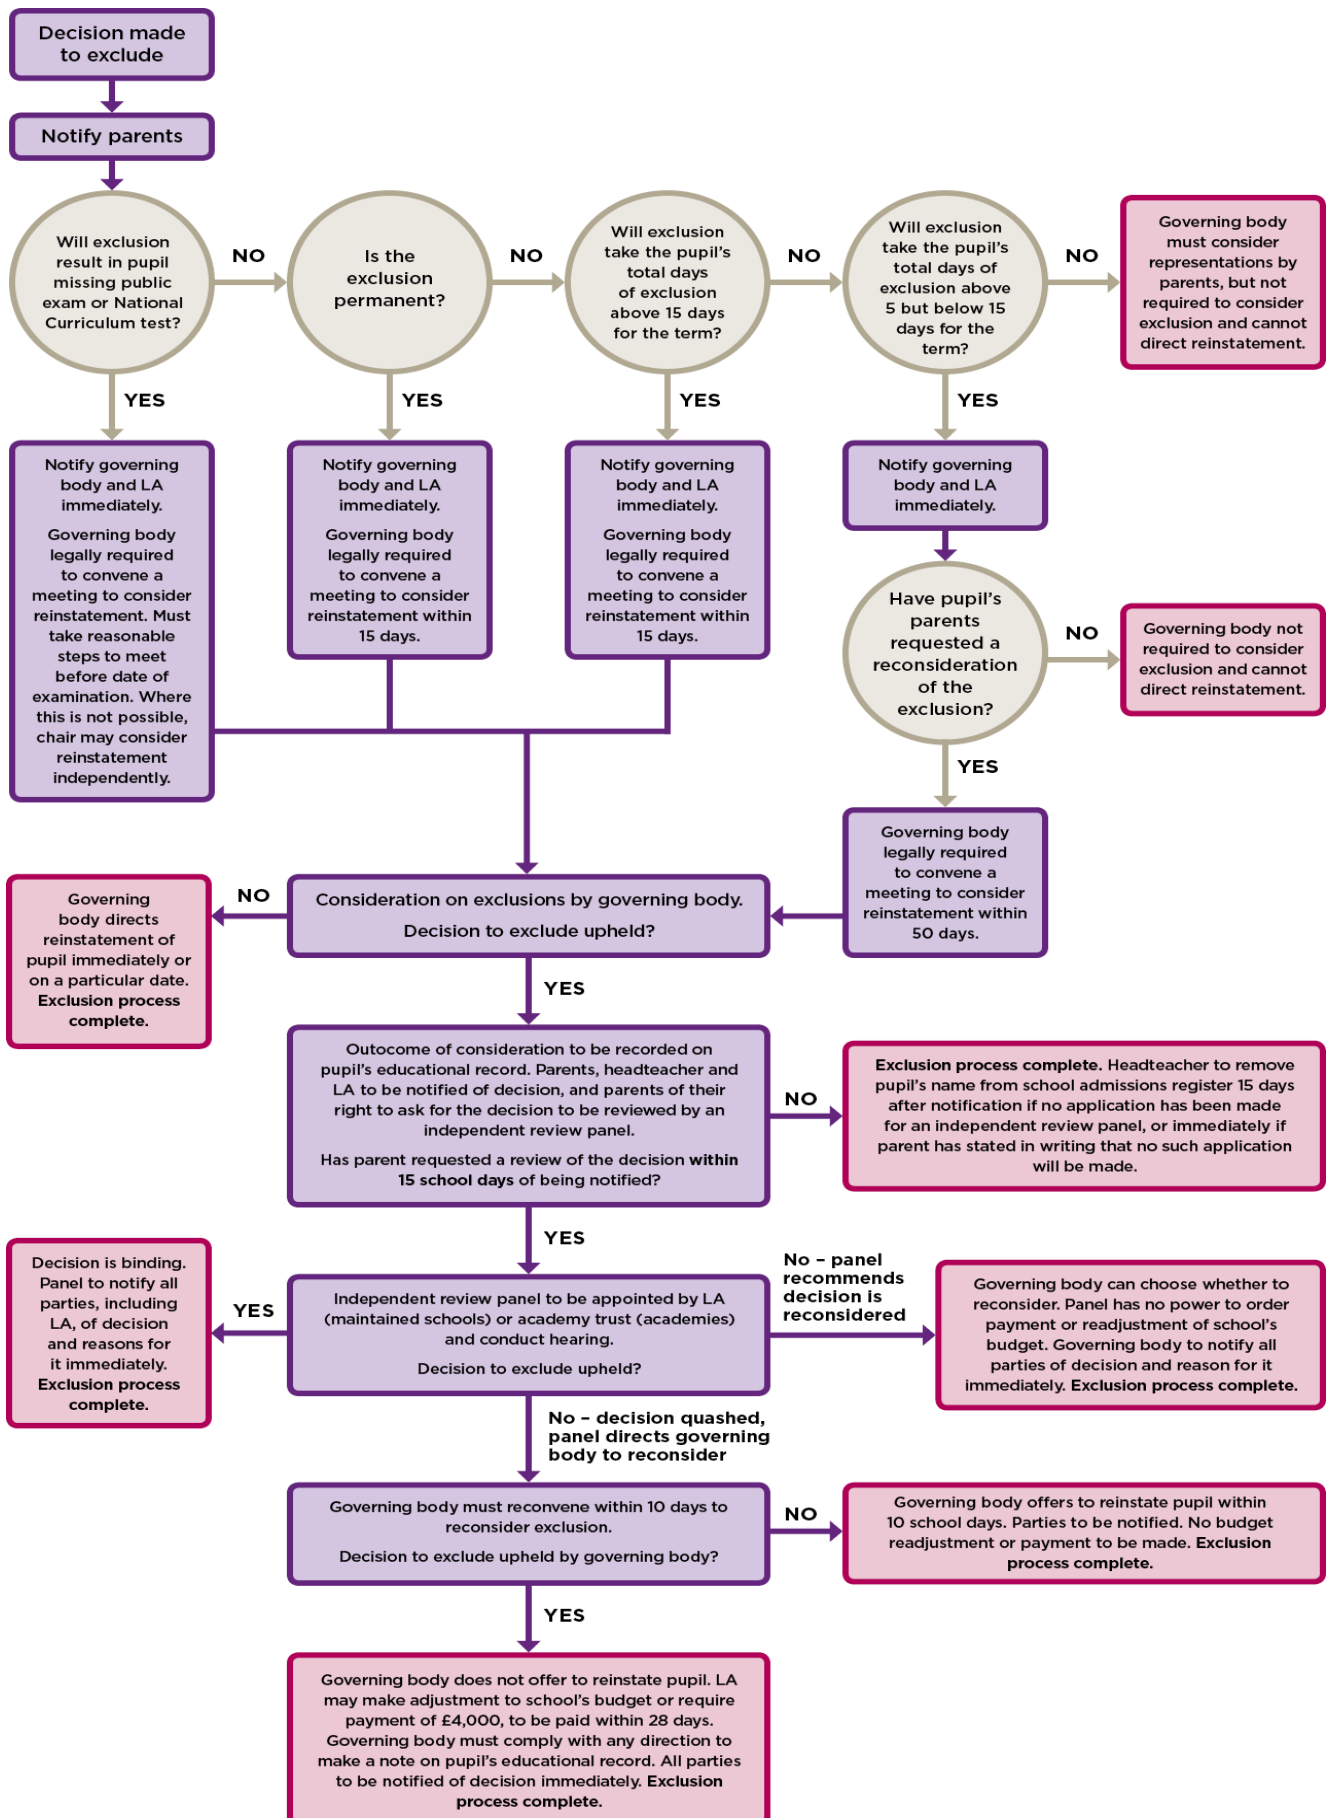 Decision made
to exclude
Notify parents
Will exclusion
result in pupil
missing public
exam or National
Curriculum test?
NO
Is the
exclusion
permanent?
NO
Will exclusion
take the pupil's
total days
of exclusion
above 15 days
for the term?
NO
Will exclusion
take the pupil's
total days of
exclusion above
5 but below 15
days for the
term?
NO
Governing body
must consider
representations by
parents, but not
required to consider
exclusion and cannot
direct reinstatement.
YES
YES
YES
YES
Notify governing
body and LA
immediately.
Governing body
legally required
to convene a
meeting to consider
reinstatement. Must
take reasonable
steps to meet
before date of
examination. Where
this is not possible,
chair may consider
reinstatement
independently.
Notify governing
body and LA
immediately.
Governing body
legally required
to convene a
meeting to consider
reinstatement within
15 days.
Notify governing
body and LA
immediately.
Governing body
legally required
to convene a
meeting to consider
reinstatement within
15 days.
Notify governing
body and LA
immediately.
Have pupil's
parents
requested a
reconsideration
of the
exclusion?
NO
Governing body not
required to consider
exclusion and cannot
direct reinstatement.
YES
Governing body
legally required
to convene a
meeting to consider
reinstatement within
50 days.
Consideration on exclusions by governing body.
Decision to exclude upheld?
NO
Governing
body directs
reinstatement of
pupil immediately or
on a particular date.
Exclusion process
complete.
YES
Outocome of consideration to be recorded on
pupil's educational record. Parents, headteacher and
LA to be notified of decision, and parents of their
right to ask for the decision to be reviewed by an
independent review panel.
Has parent requested a review of the decision within
15 school days of being notified?
NO
Exclusion process complete. Headteacher to remove
pupil's name from school admissions register 15 days
after notification if no application has been made
for an independent review panel, or immediately if
parent has stated in writing that no such application
will be made.
YES
Independent review panel to be appointed by LA
(maintained schools) or academy trust (academies)
and conduct hearing.
Decision to exclude upheld?
YES
Decision is binding.
Panel to notify all
parties, including
LA, of decision
and reasons for
it immediately.
Exclusion process
complete.
No – panel
recommends
decision is
reconsidered
Governing body can choose whether to
reconsider. Panel has no power to order
payment or readjustment of school's
budget. Governing body to notify all
parties of decision and reason for it
immediately. Exclusion process complete.
No – decision quashed,
panel directs governing
body to reconsider
Governing body must reconvene within 10 days to
reconsider exclusion.
Decision to exclude upheld by governing body?
NO
Governing body offers to reinstate pupil within
10 school days. Parties to be notified. No budget
readjustment or payment to be made. Exclusion
process complete.
YES
Governing body does not offer to reinstate pupil. LA
may make adjustment to school's budget or require
payment of £4,000, to be paid within 28 days.
Governing body must comply with any direction to
make a note on pupil's educational record. All parties
to be notified of decision immediately. Exclusion
process complete.